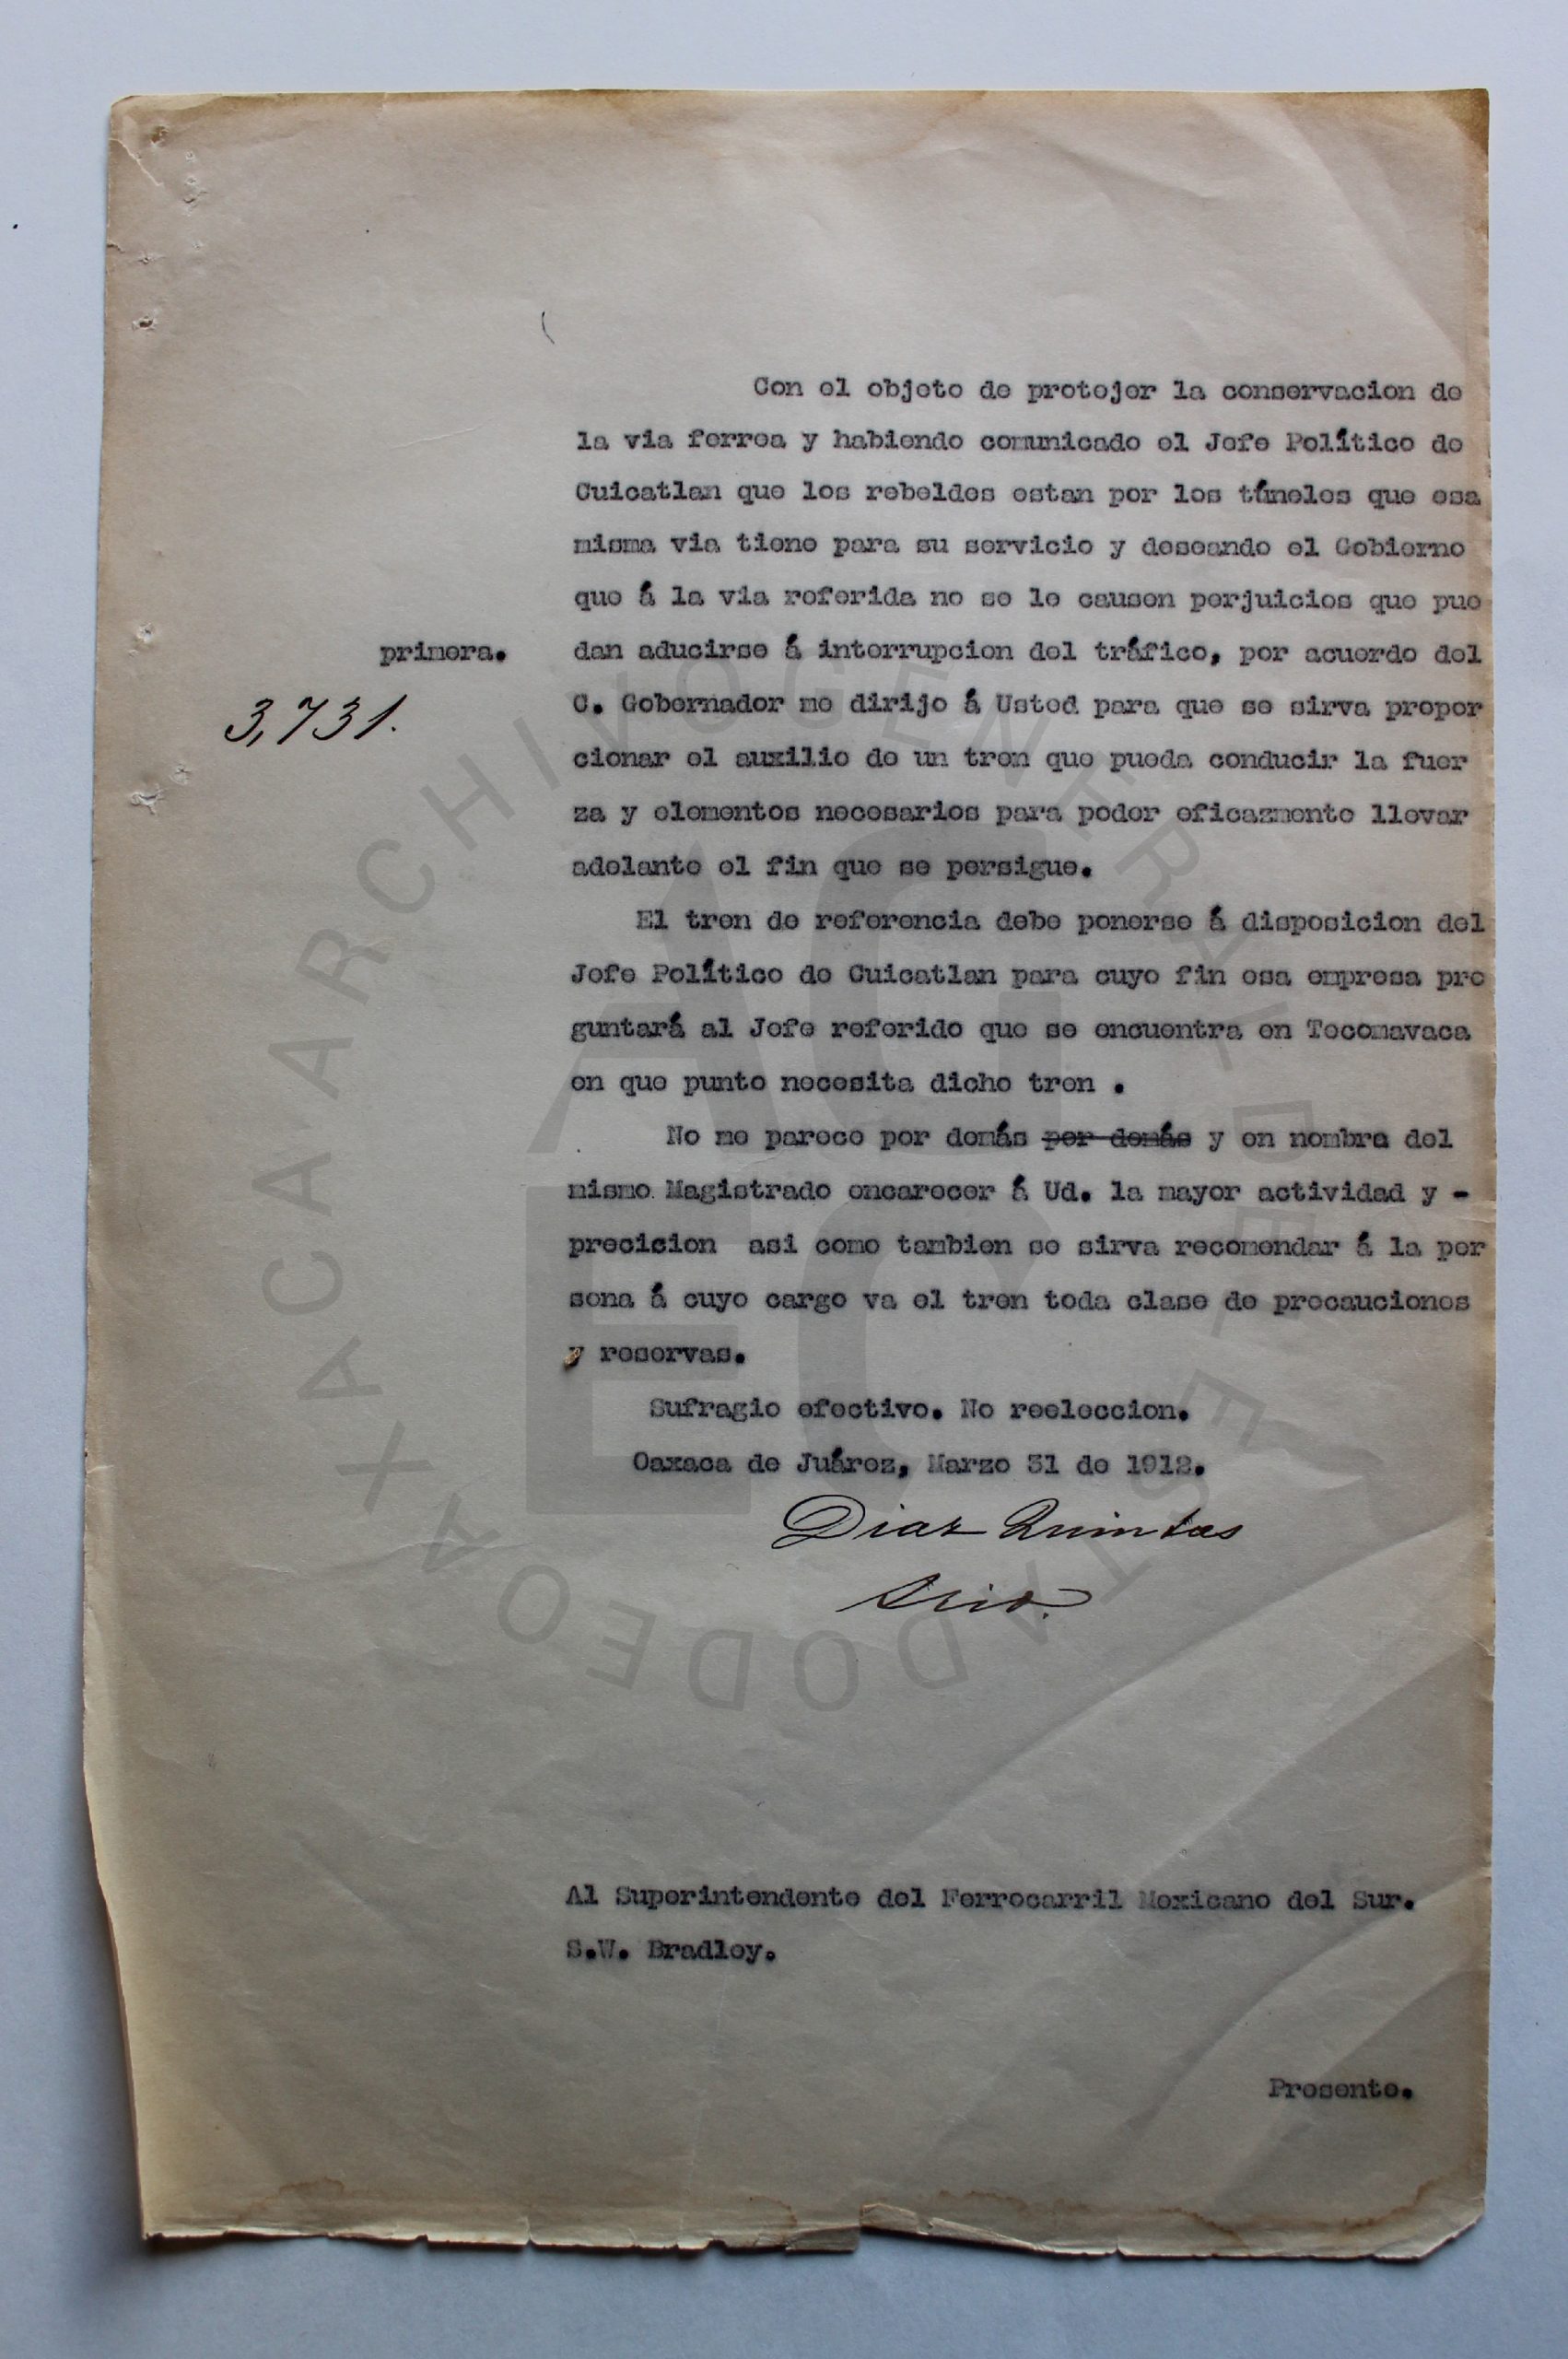 Con el objeto de protejer la conservacion de
la via ferrea y habiendo comunicado el Jefe Político de
Cuicatlan que los rebeldes estan por los túneles que esa
misma via tiene para su servicio y deseando el Gobierno
que á la via referida no se le causen perjuicios que pue
primera.
dan aducirse á interrupcion del tráfico, por acuerdo del
3,731.
C. Gobernador me dirijo á Usted para que se sirva propor
cionar el auxilio de un tren que pueda conducir la fuer
za y elementos necesarios para poder eficazmente llevar
adelante el fin que se persigue.
El tren de referencia debe ponerse á disposicion del
Jefe Político de Cuicatlan para cuyo fin esa empresa pre
guntará al Jefe referido que se encuentra en Tecomavaca
en que punto necesita dicho tren .
No me parece por demás por demás y en nombre del
mismo Magistrado encarecer á Ud. la mayor actividad y -
precision asi como tambien se sirva recomendar á la per
sona á cuyo cargo va el tren toda clase de precauciones
y reservas.
Sufragio efectivo. No reeleccion.
Oaxaca de Juárez, Marzo 31 de 1912.
Diaz Quintas
Srio.
Al Superintendente del Ferrocarril Mexicano del Sur.
S.W. Bradley.
Presente.
AGEO
ARCHIVO GENERAL DEL ESTADO DE OAXACA